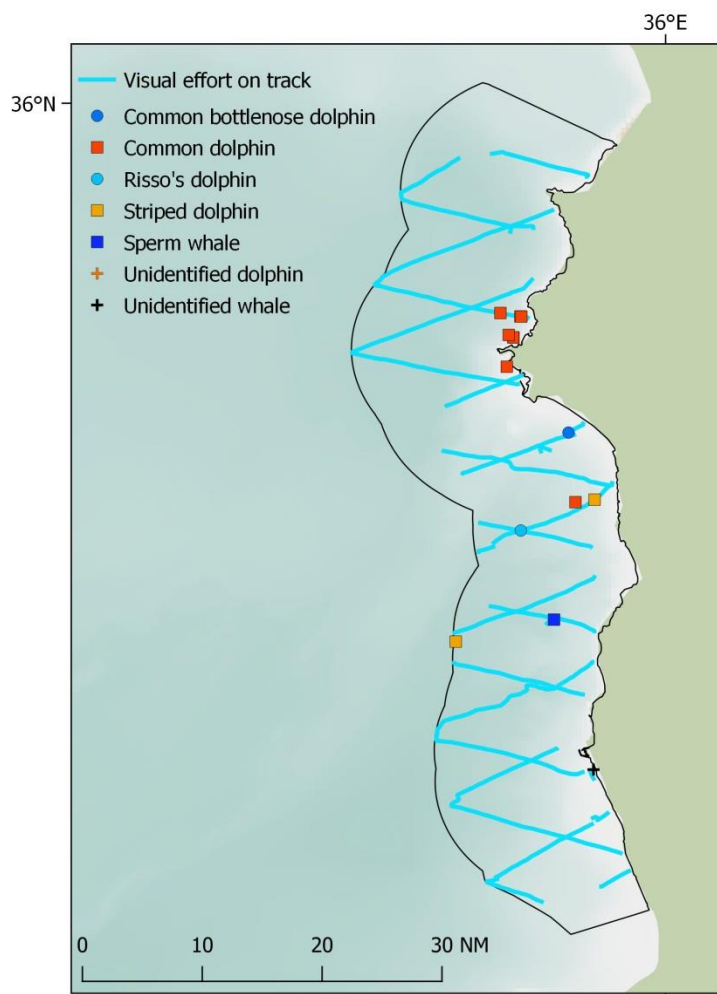 36°E
36°N
Visual effort on track
Common bottlenose dolphin
Common dolphin
Risso's dolphin
Striped dolphin
Sperm whale
Unidentified dolphin
Unidentified whale
0 10 20 30 NM